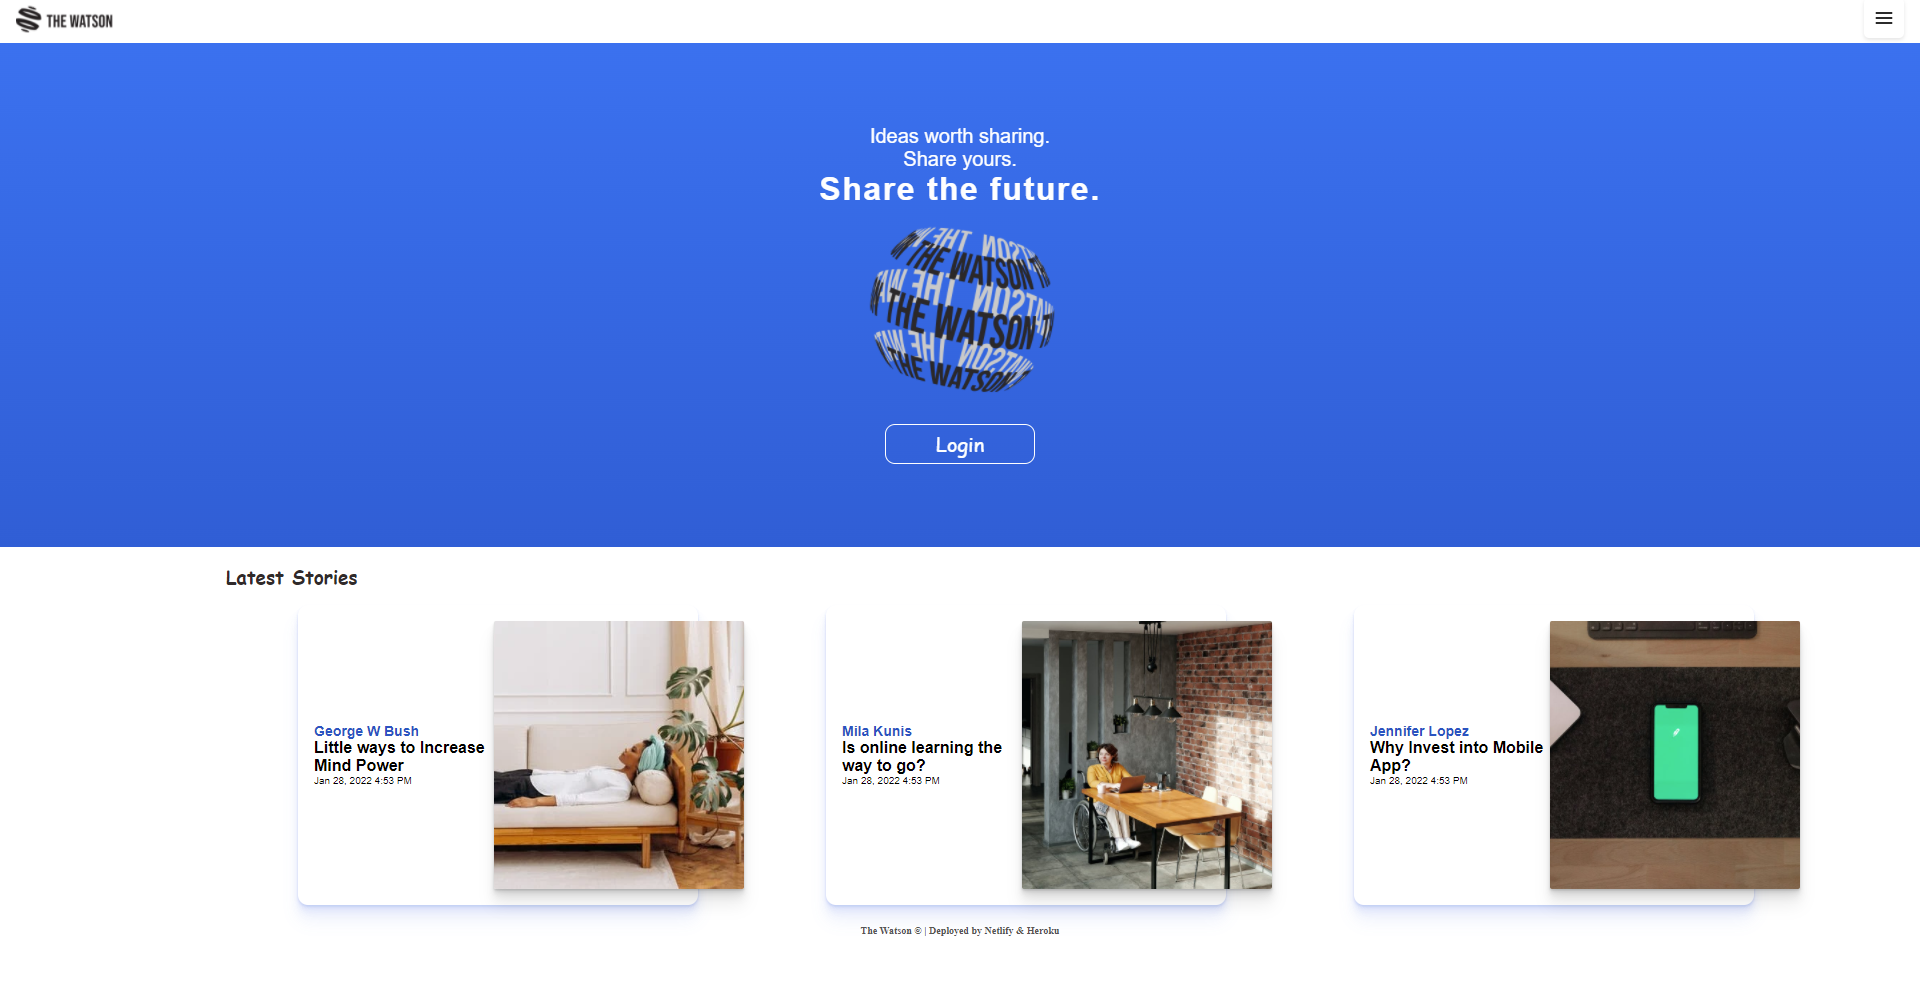 THE WATSON
Ideas worth sharing.
Share yours.
Share the future.
THE WATSON
THE WATSON
THE WATSON
THE WATSON
THE WATSON
THE WATSON
Login
Latest Stories
George W Bush
Little ways to Increase
Mind Power
Jan 28, 2022 4:53 PM
Mila Kunis
Is online learning the
way to go?
Jan 28, 2022 4:53 PM
Jennifer Lopez
Why Invest into Mobile
App?
Jan 28, 2022 4:53 PM
The Watson © | Deployed by Netlify & Heroku